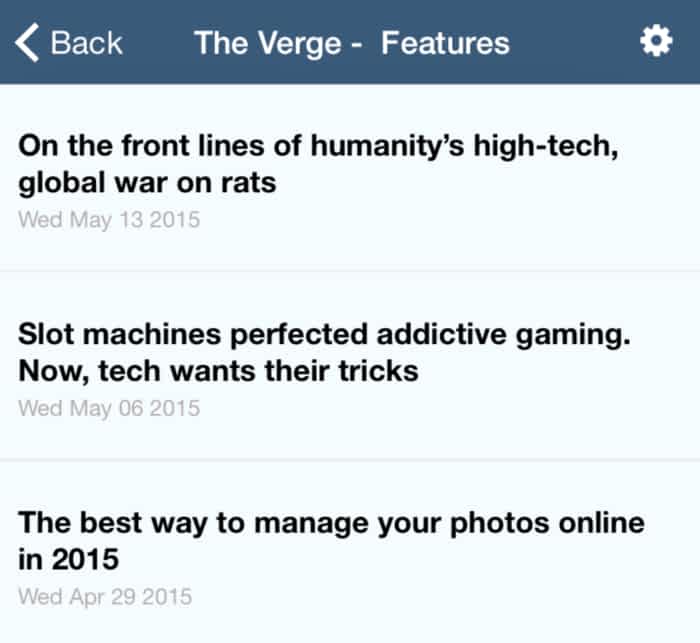 Back
The Verge -  Features
On the front lines of humanity’s high-tech,
global war on rats
Wed May 13 2015
Slot machines perfected addictive gaming.
Now, tech wants their tricks
Wed May 06 2015
The best way to manage your photos online
in 2015
Wed Apr 29 2015